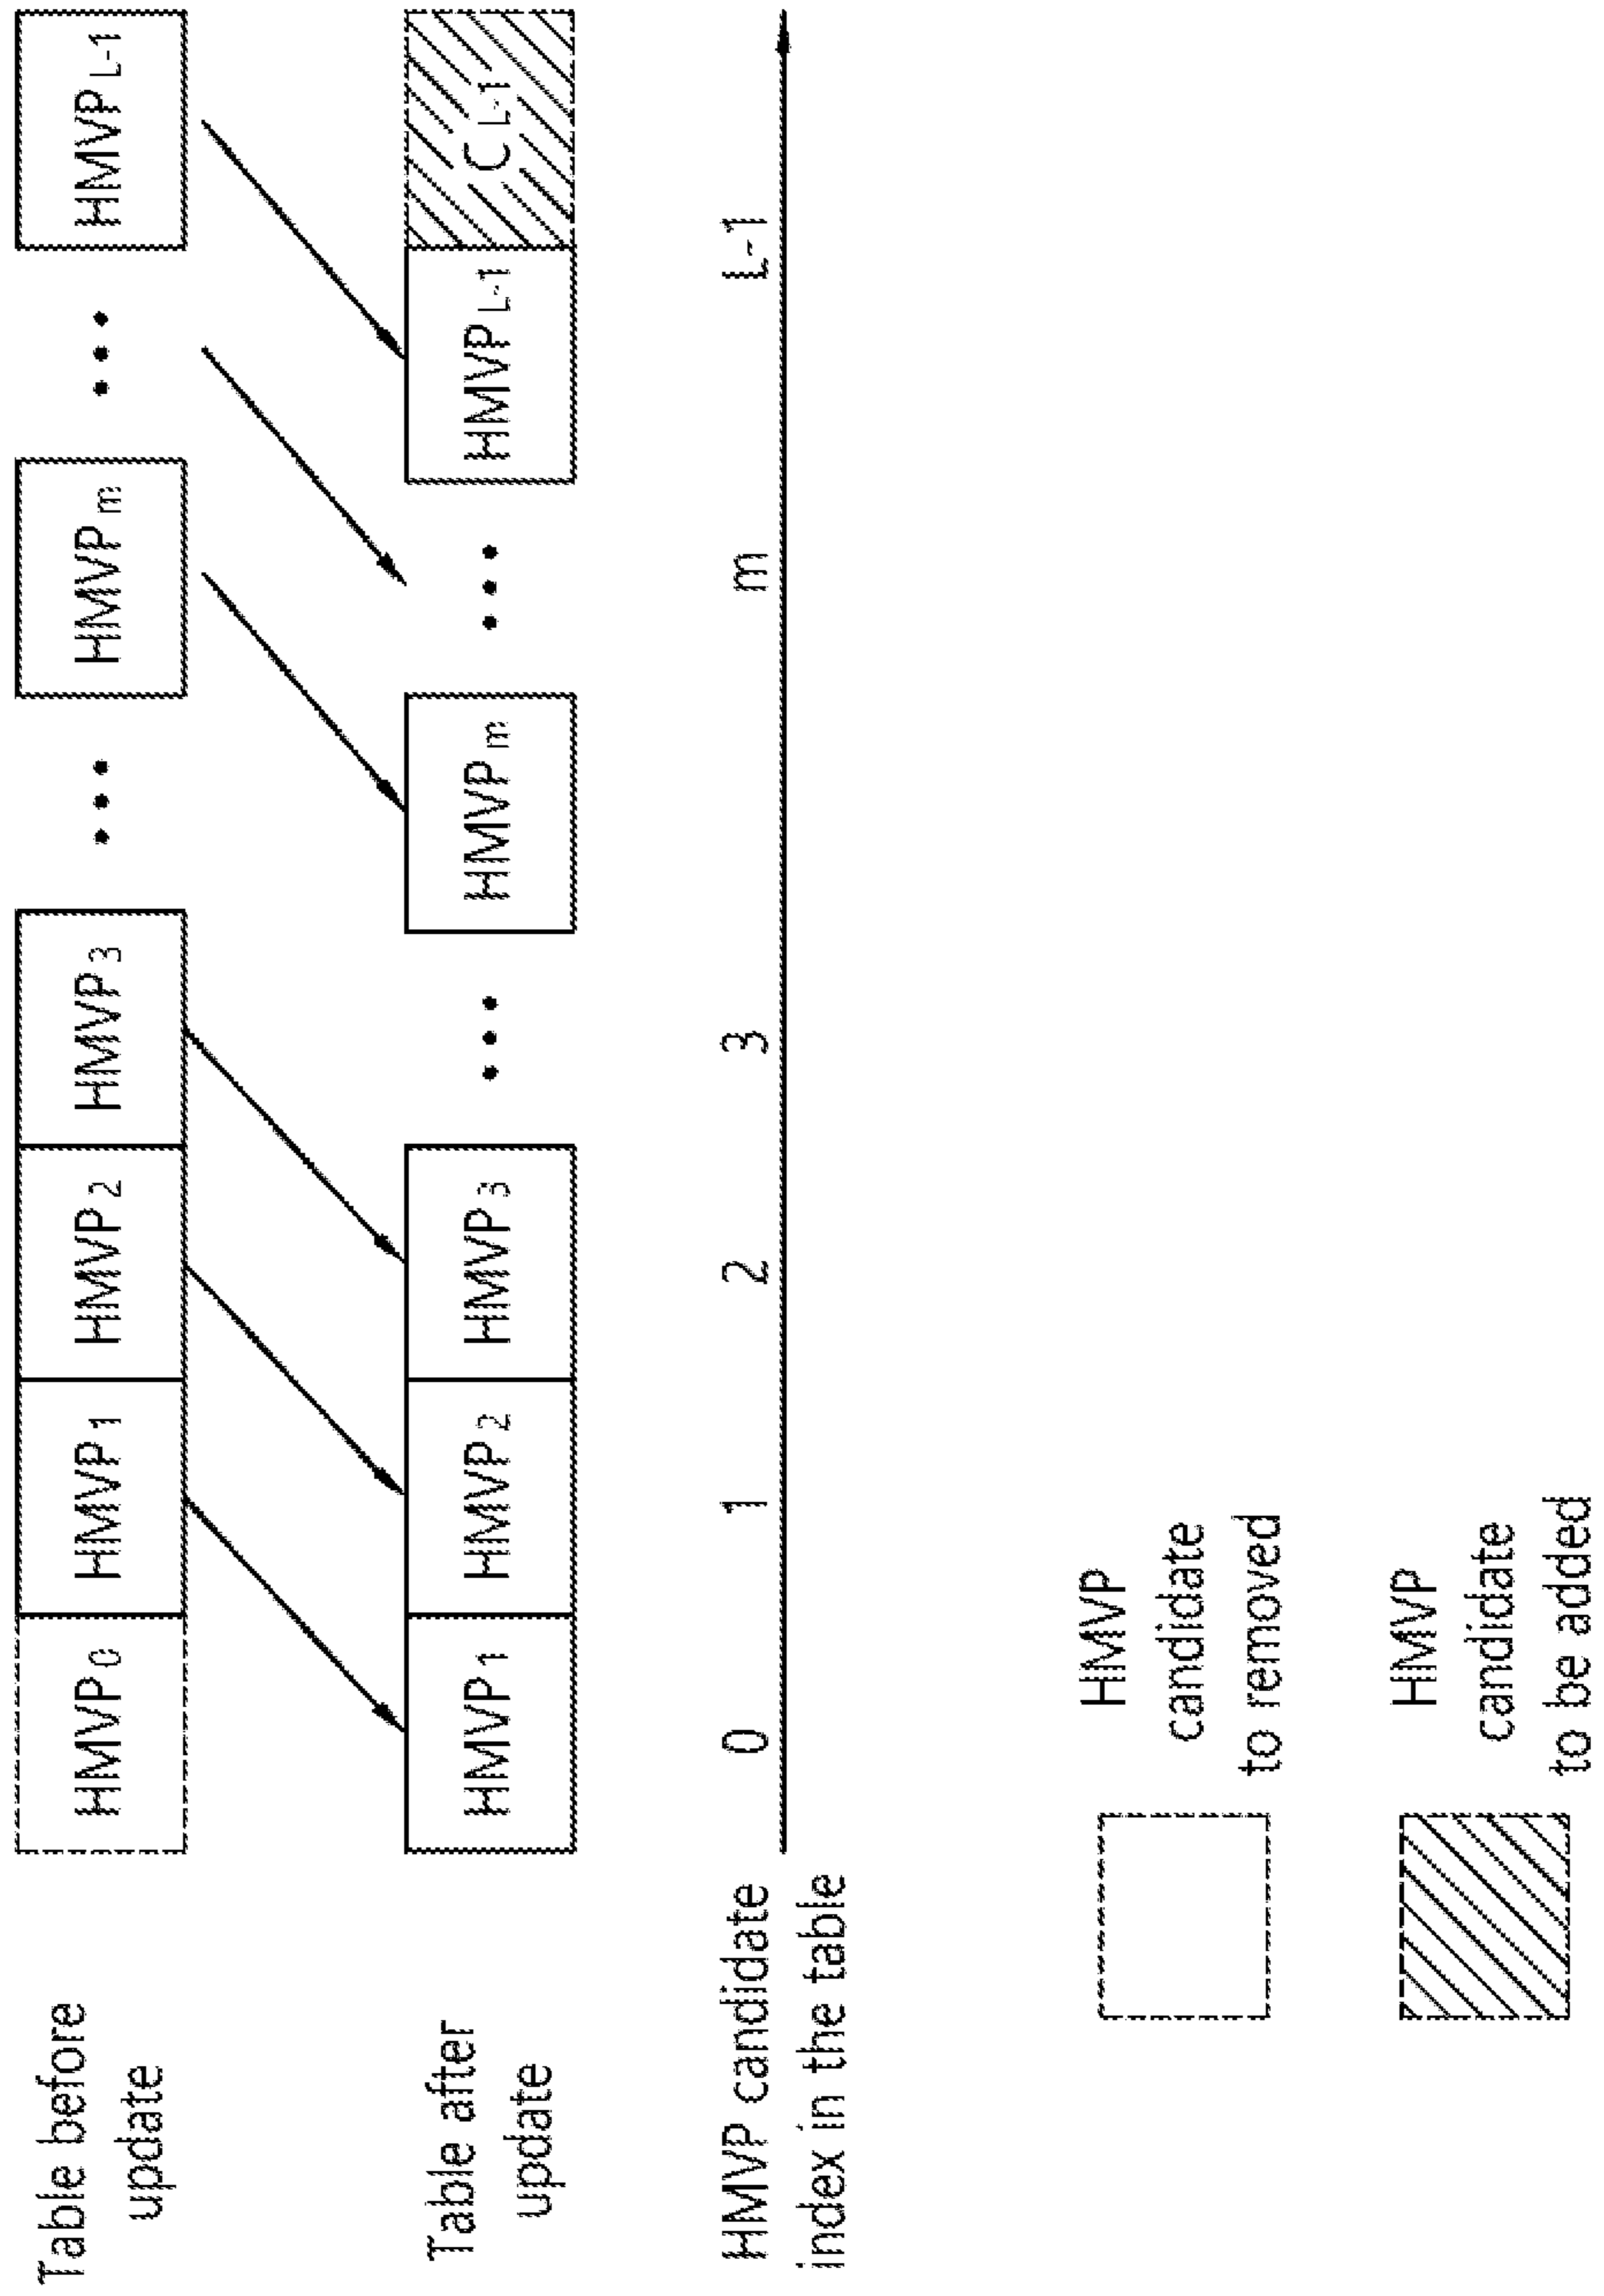 Table before
update
HMVP0 HMVP1 HMVP2 HMVP3 ••• HMVPm ••• HMVPL-1
Table after
update
HMVP1 HMVP2 HMVP3 ••• HMVPm ••• HMVPL-1 CL-1
HMVP candidate
index in the table
0 1 2 3 m L-1
HMVP
candidate
to removed
HMVP
candidate
to be added